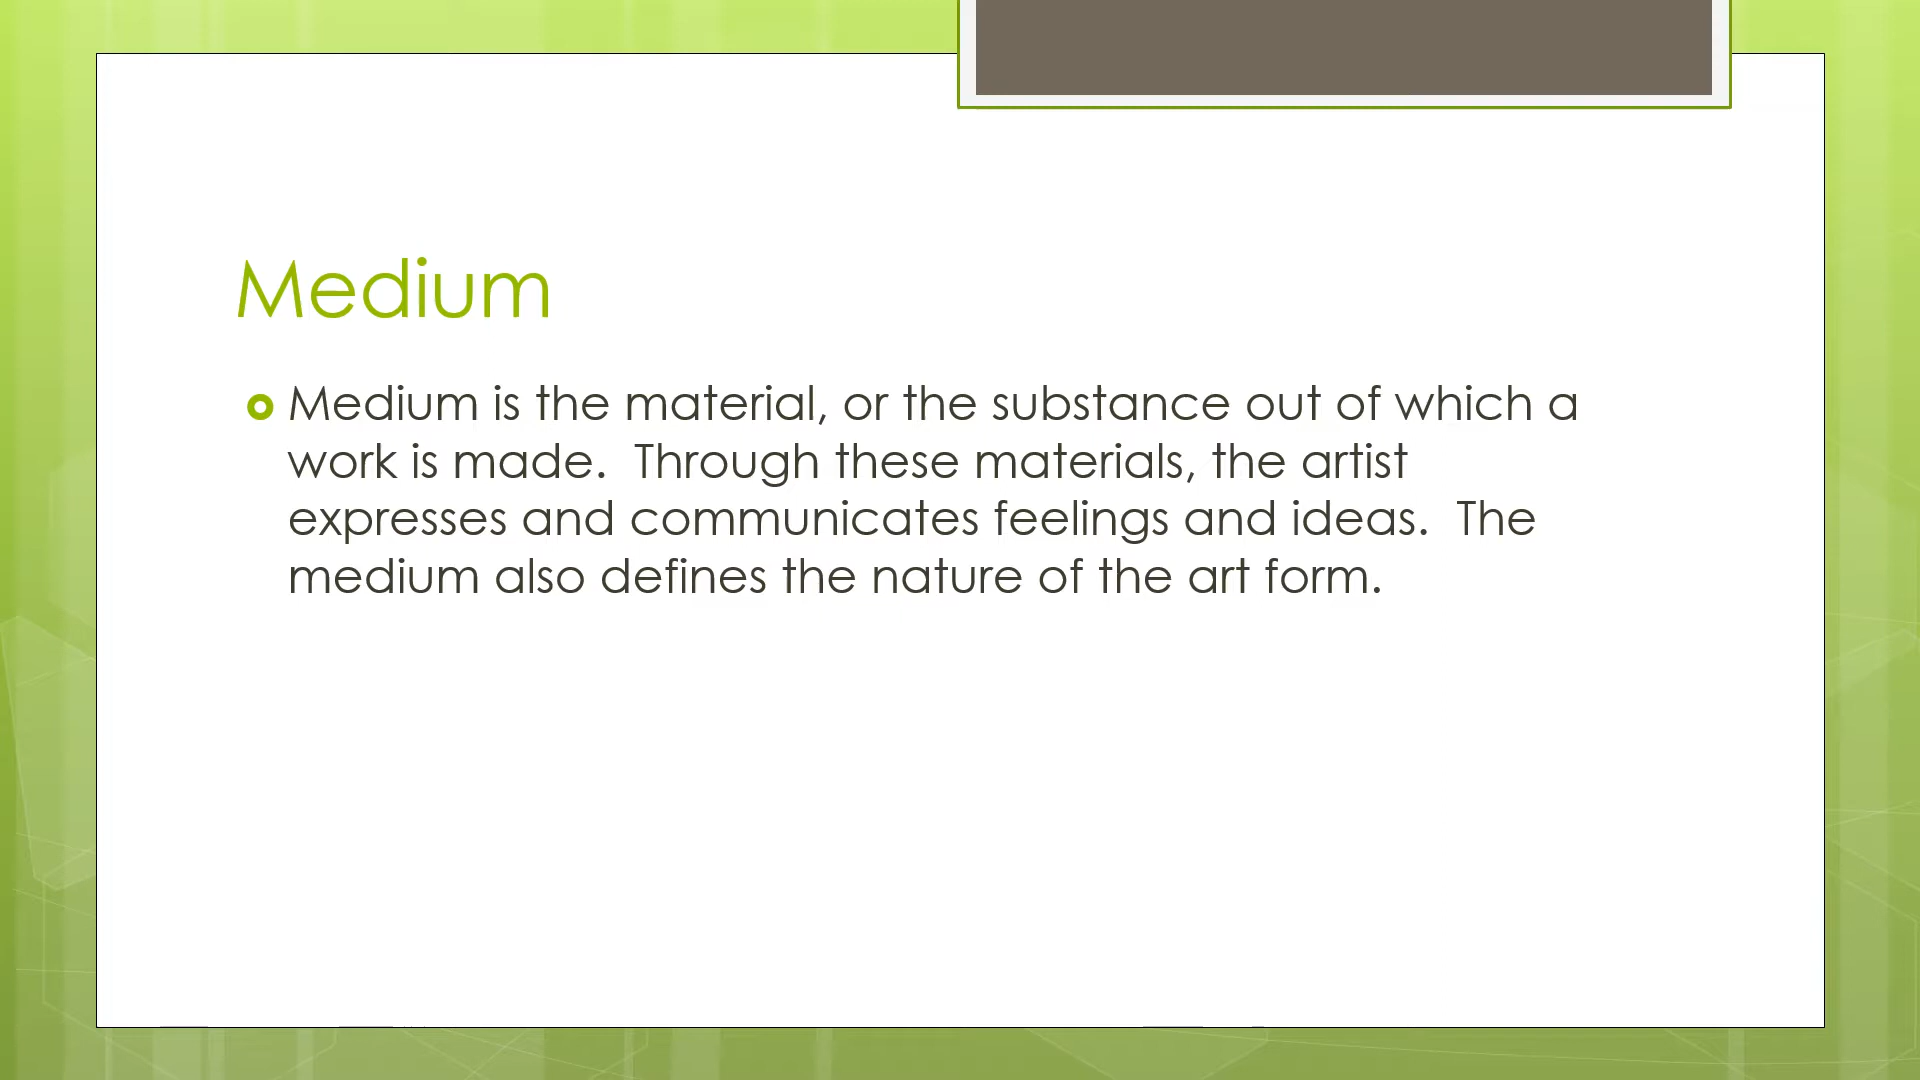 Medium
Medium is the material, or the substance out of which a
work is made.  Through these materials, the artist
expresses and communicates feelings and ideas.  The
medium also defines the nature of the art form.